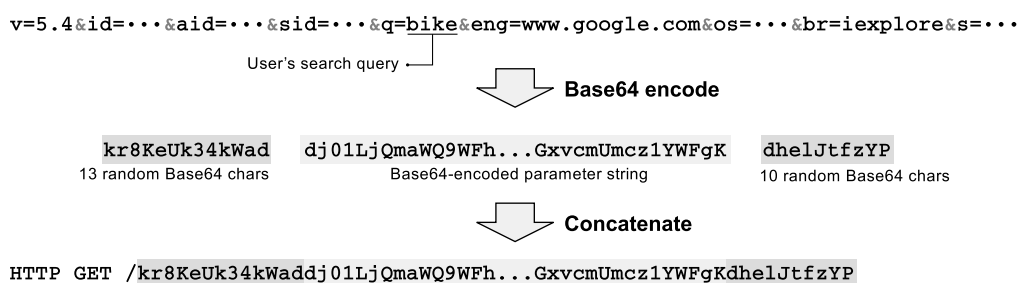 v=5.4&id=···&aid=···&sid=···&q=bike&eng=www.google.com&os=···&br=iexplore&s=···
User's search query
Base64 encode
kr8KeUk34kWad dj01LjQmaWQ9WFh...GxvcmUmcz1YWFgK dhelJtfzYP
13 random Base64 chars Base64-encoded parameter string 10 random Base64 chars
Concatenate
HTTP GET /kr8KeUk34kWaddj01LjQmaWQ9WFh...GxvcmUmcz1YWFgKdhelJtfzYP